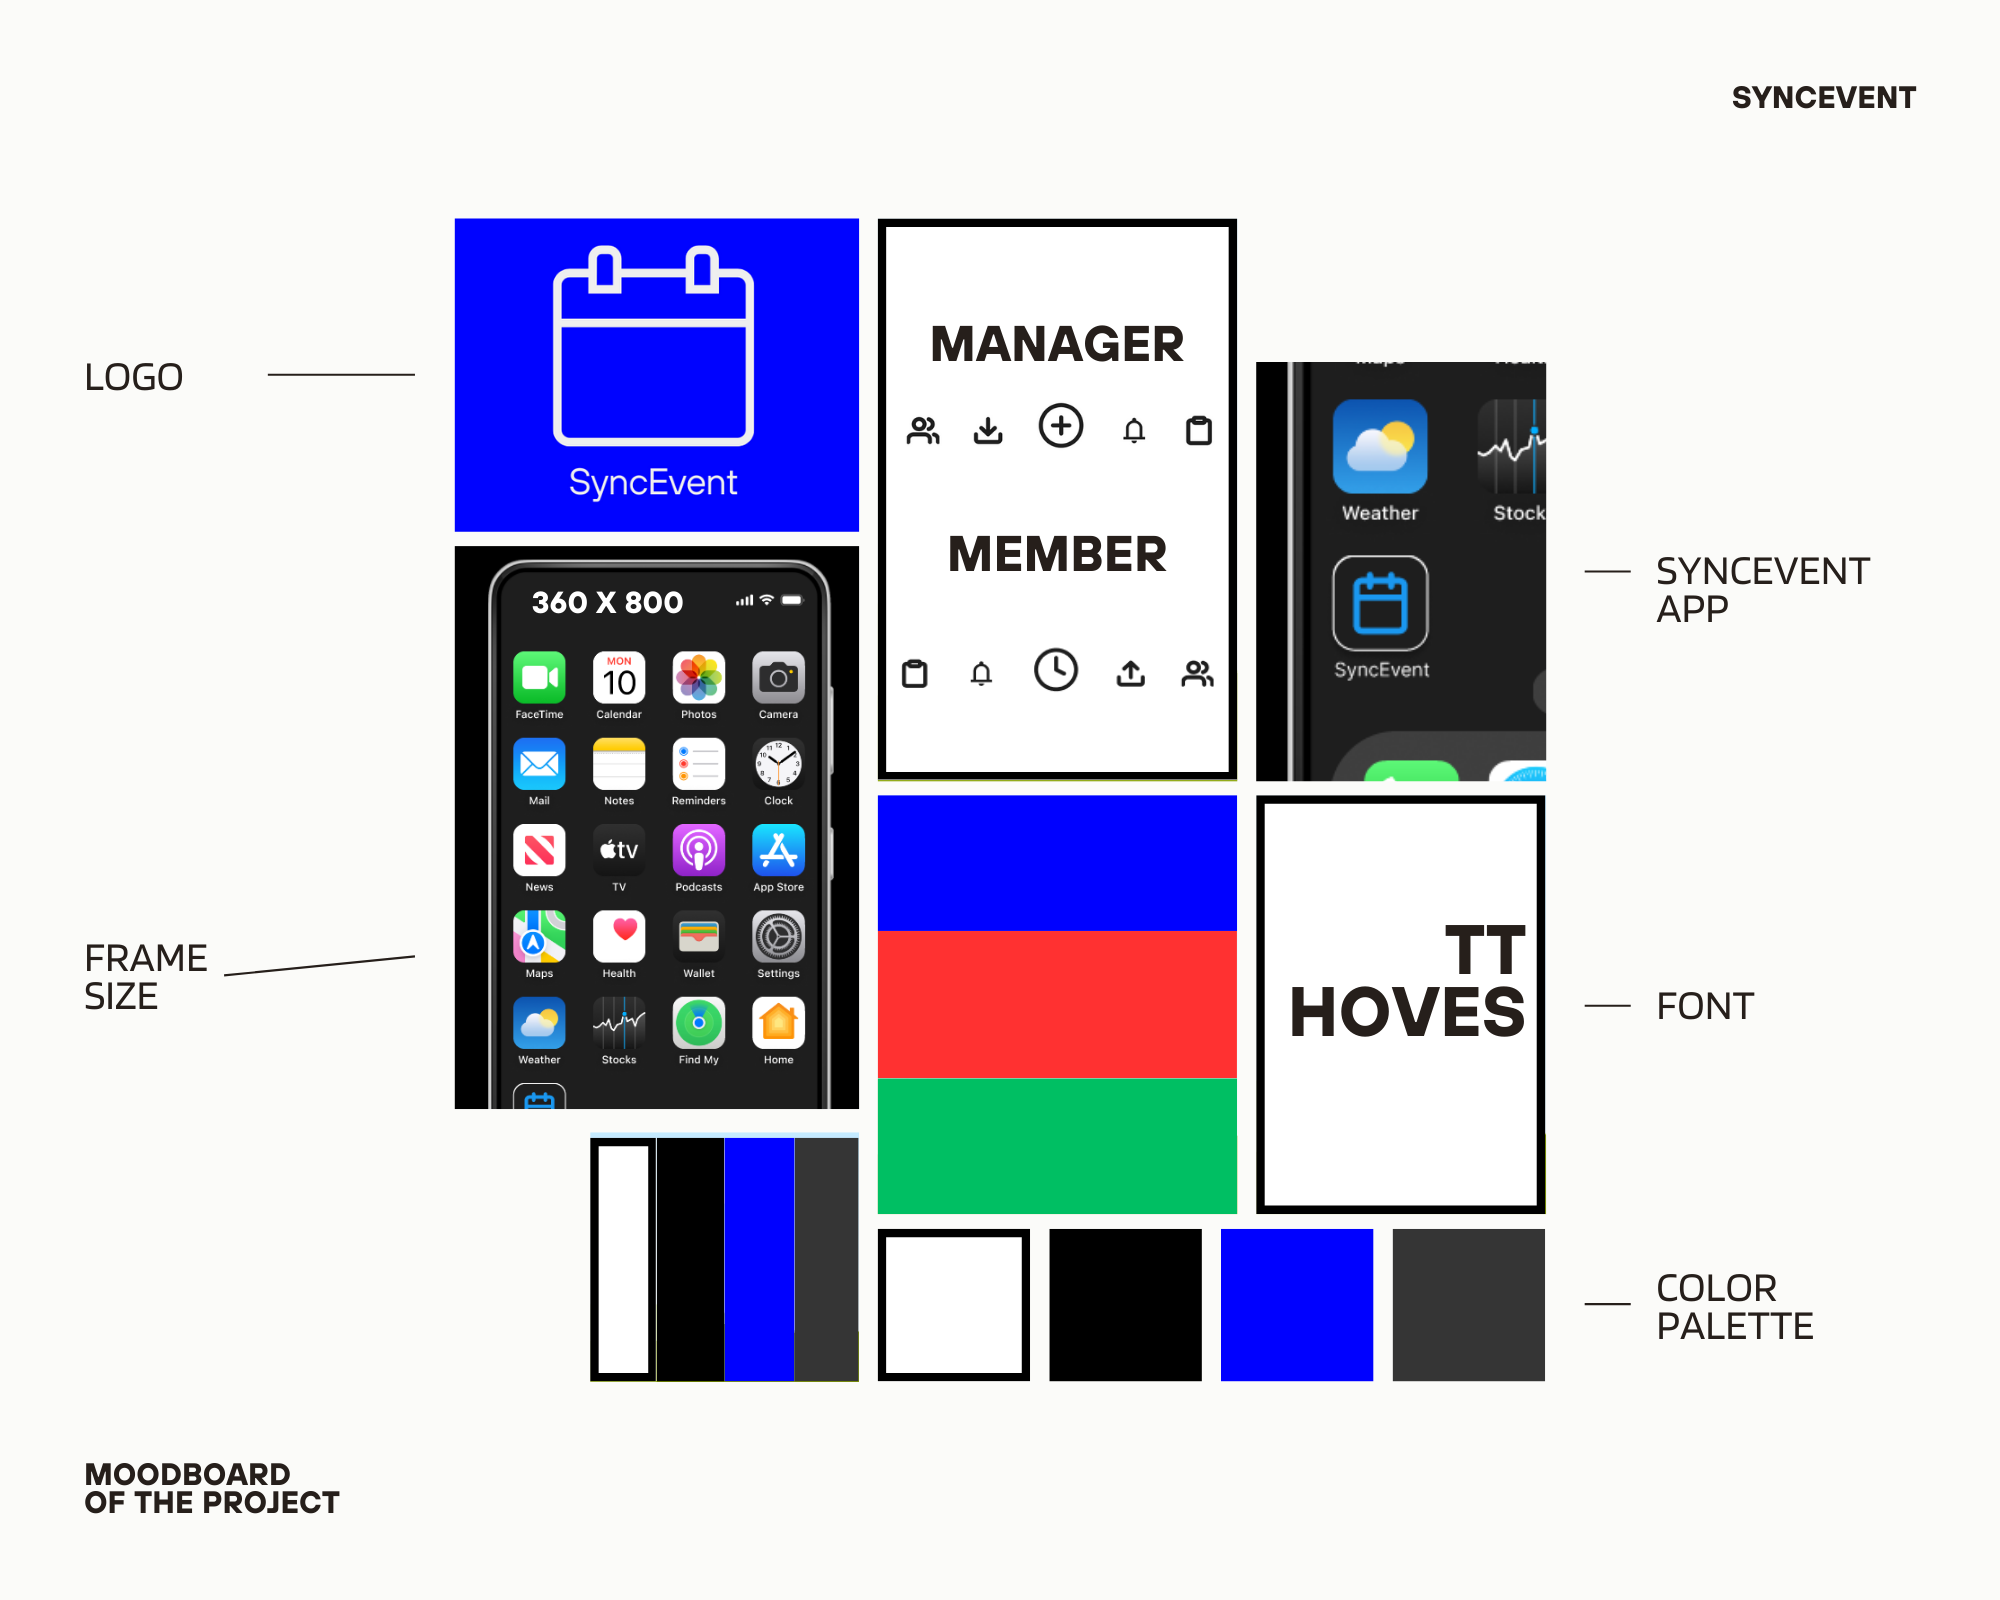 SYNCEVENT
LOGO
SyncEvent
MANAGER
MEMBER
Weather
Stock
SyncEvent
SYNCEVENT
APP
360 X 800
MON
10
FaceTime
Calendar
Photos
Camera
Mail
Notes
Reminders
Clock
tv
News
TV
Podcasts
App Store
Maps
Health
Wallet
Settings
Weather
Stocks
Find My
Home
FRAME
SIZE
TT
HOVES
FONT
COLOR
PALETTE
MOODBOARD
OF THE PROJECT